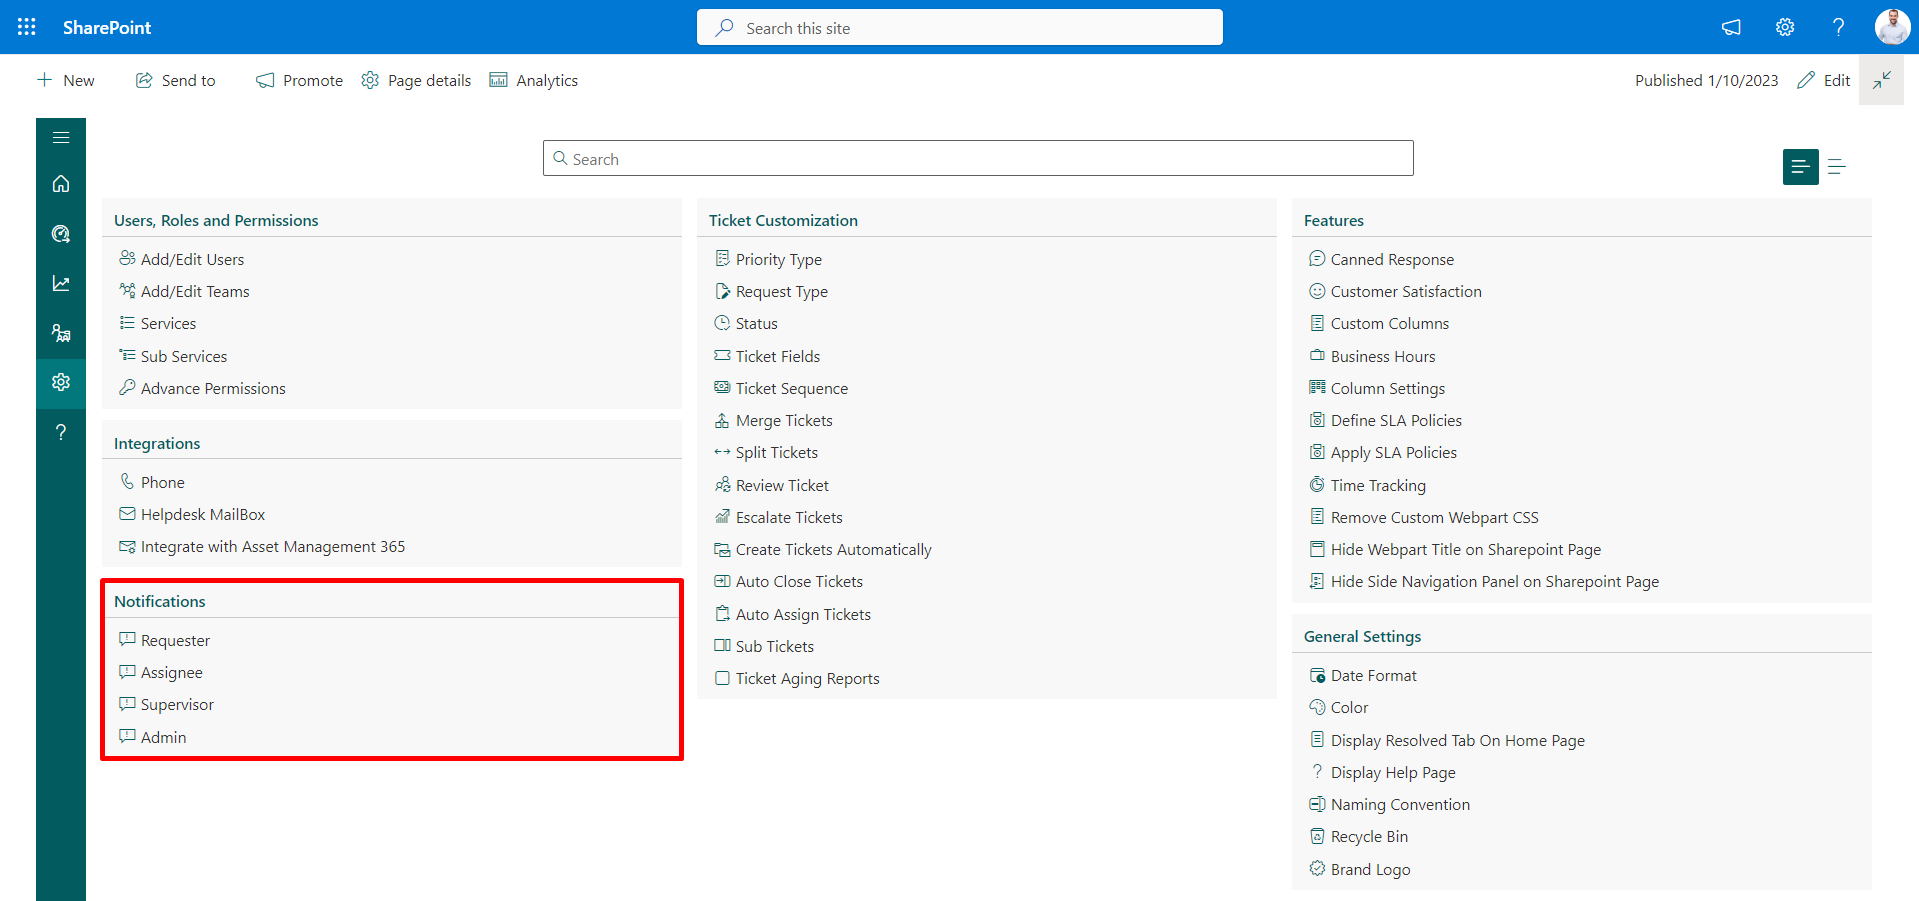 SharePoint
Search this site
New
Send to
Promote
Page details
Analytics
Published 1/10/2023
Edit
Search
Users, Roles and Permissions
Add/Edit Users
Add/Edit Teams
Services
Sub Services
Advance Permissions
Integrations
Phone
Helpdesk MailBox
Integrate with Asset Management 365
Notifications
Requester
Assignee
Supervisor
Admin
Ticket Customization
Priority Type
Request Type
Status
Ticket Fields
Ticket Sequence
Merge Tickets
Split Tickets
Review Ticket
Escalate Tickets
Create Tickets Automatically
Auto Close Tickets
Auto Assign Tickets
Sub Tickets
Ticket Aging Reports
Features
Canned Response
Customer Satisfaction
Custom Columns
Business Hours
Column Settings
Define SLA Policies
Apply SLA Policies
Time Tracking
Remove Custom Webpart CSS
Hide Webpart Title on Sharepoint Page
Hide Side Navigation Panel on Sharepoint Page
General Settings
Date Format
Color
Display Resolved Tab On Home Page
Display Help Page
Naming Convention
Recycle Bin
Brand Logo